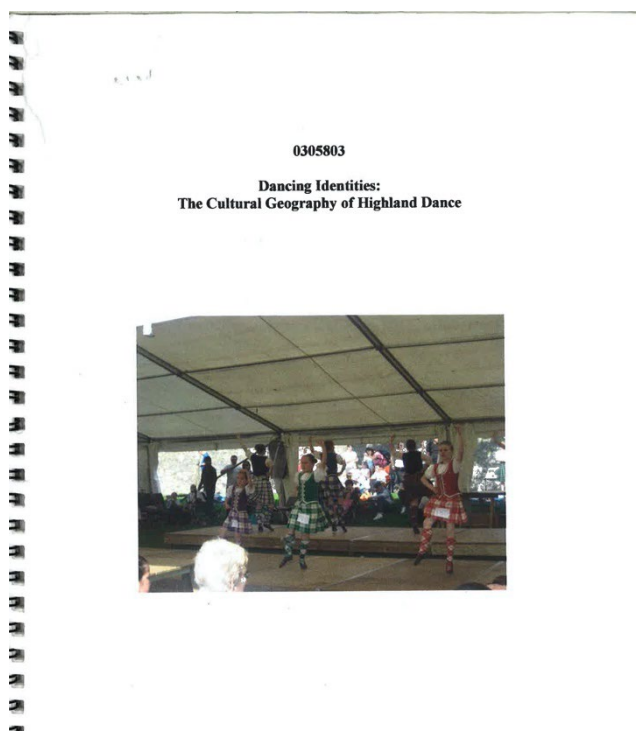 0305803
Dancing Identities:
The Cultural Geography of Highland Dance